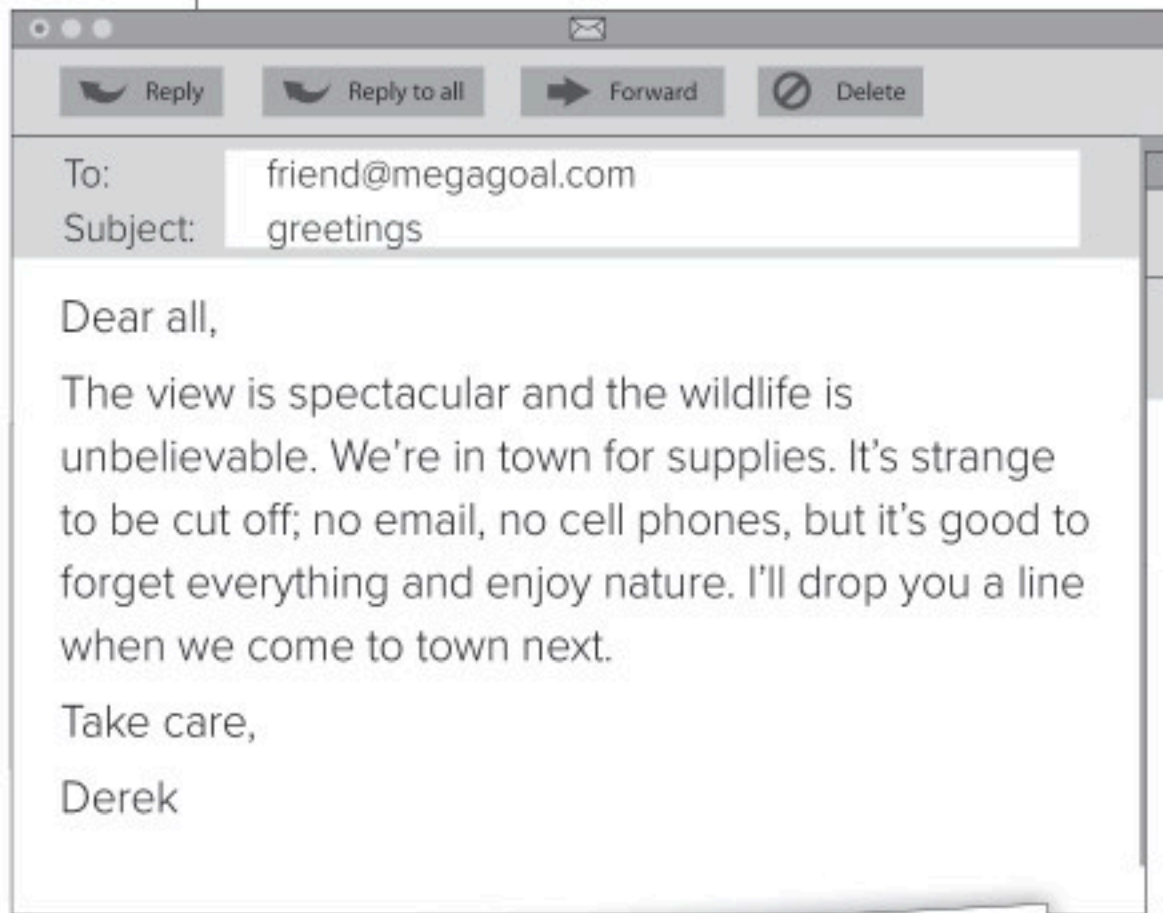 Reply Reply to all Forward Delete
To: friend@megagoal.com
Subject: greetings
Dear all,
The view is spectacular and the wildlife is
unbelievable. We're in town for supplies. It's strange
to be cut off; no email, no cell phones, but it's good to
forget everything and enjoy nature. I'll drop you a line
when we come to town next.
Take care,
Derek